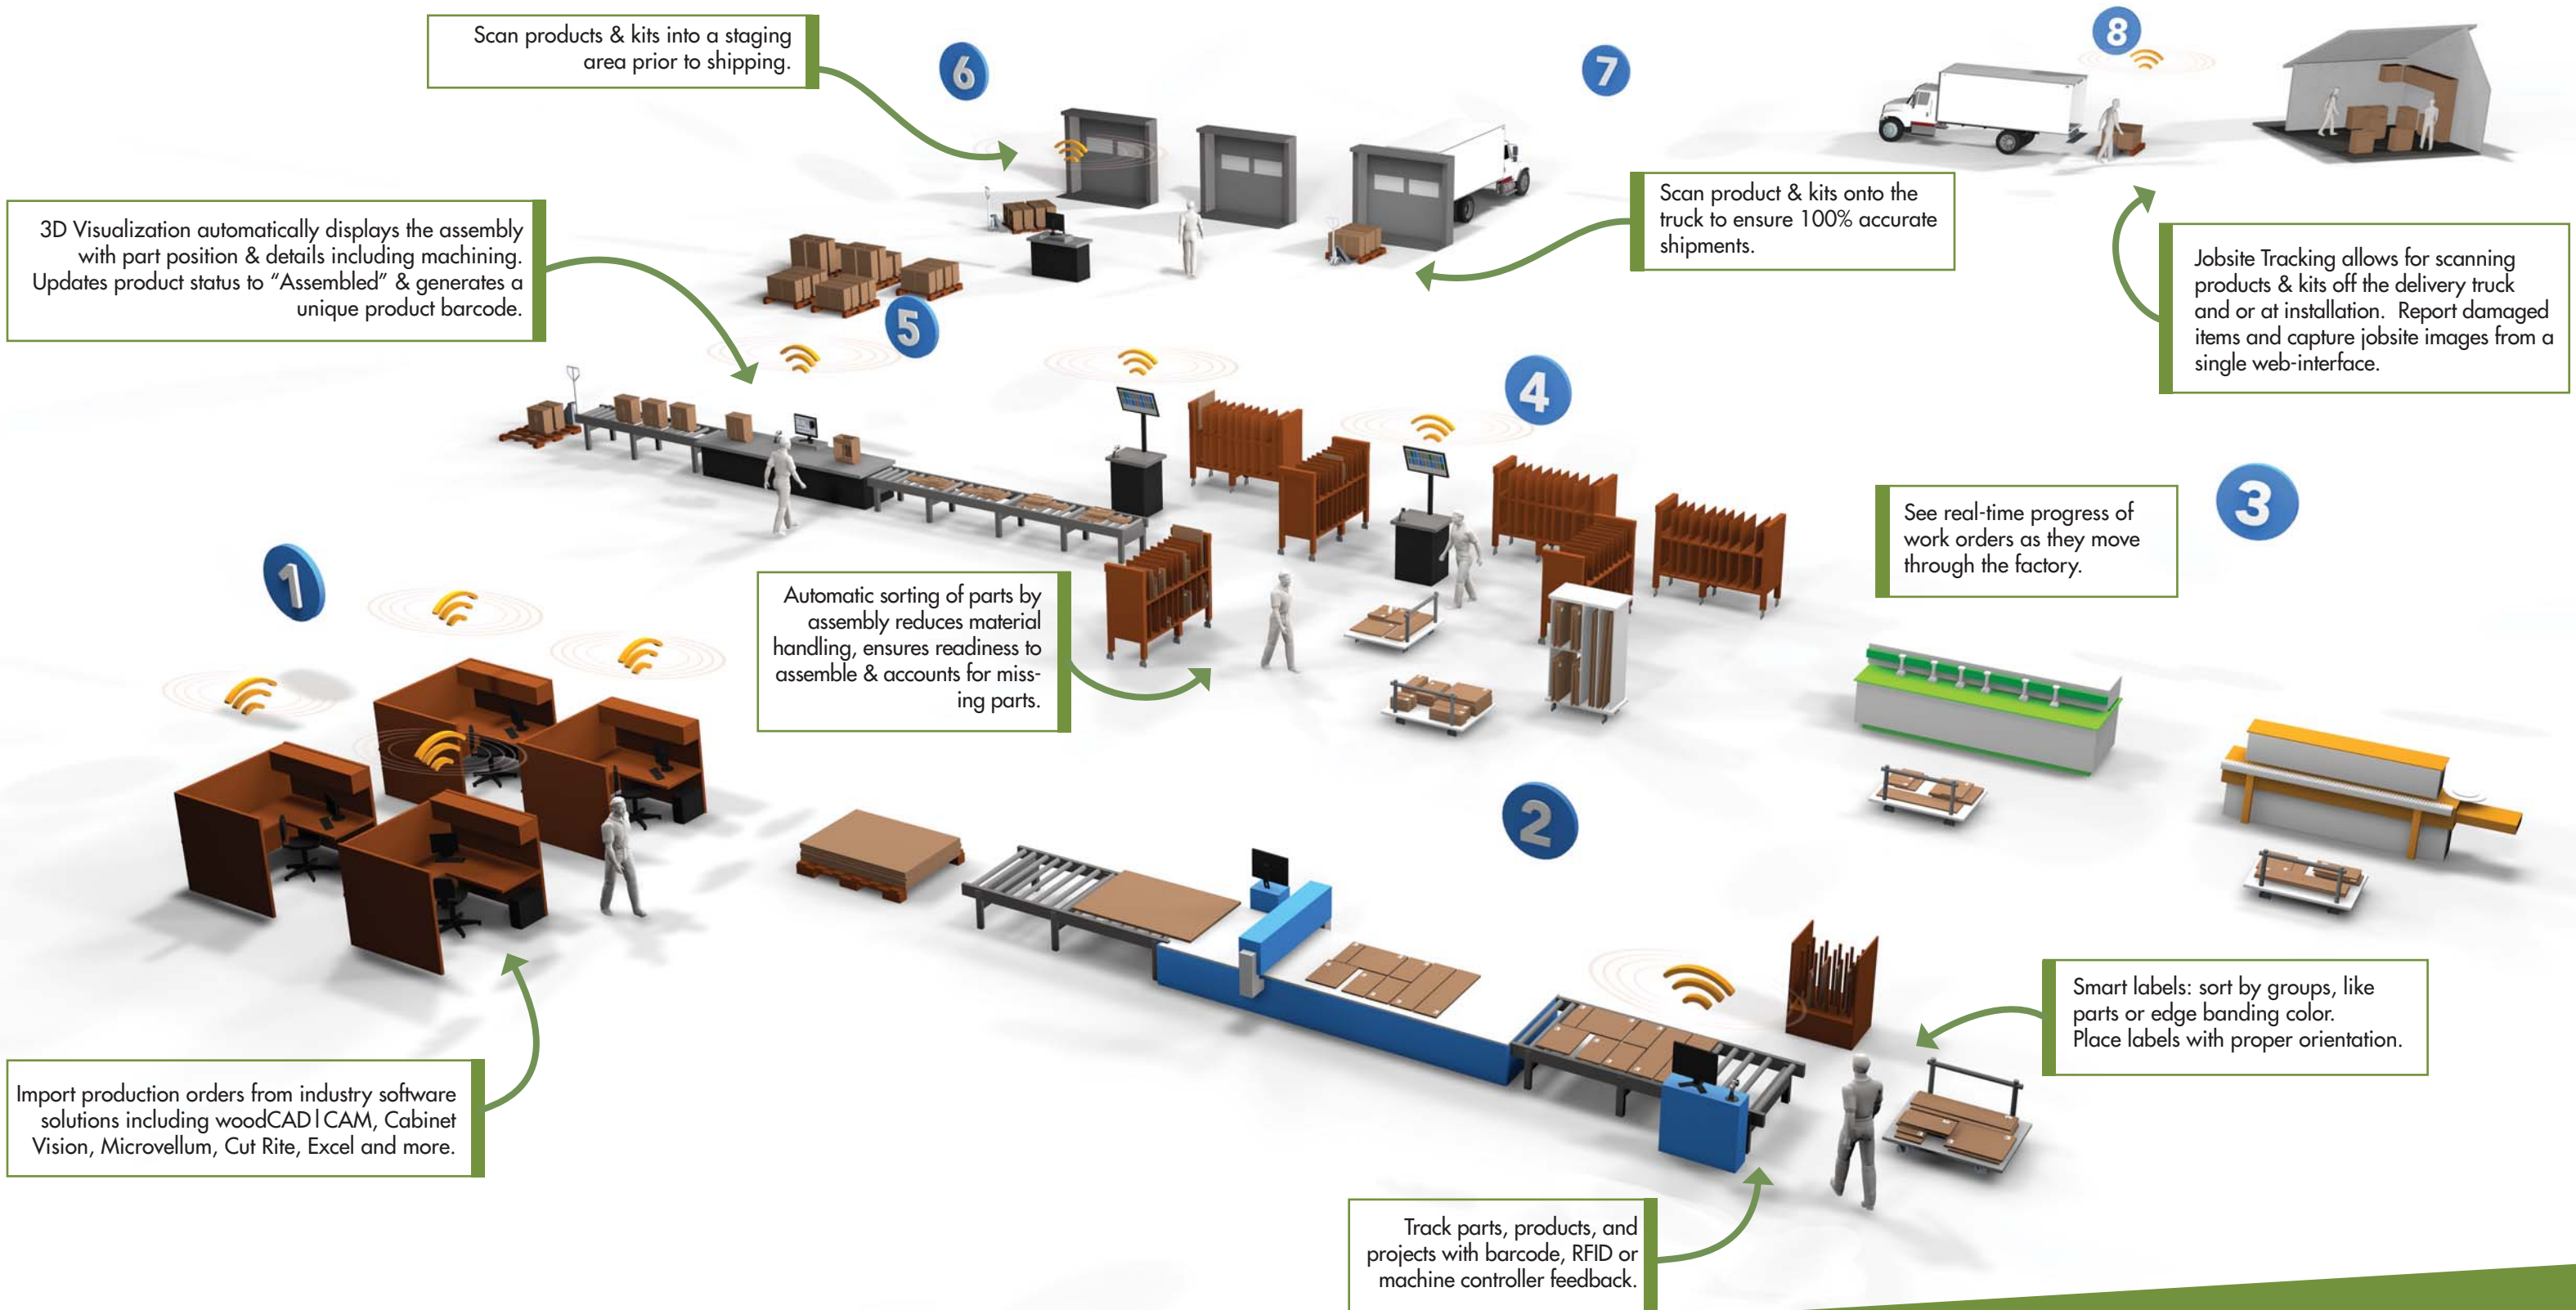 Scan products & kits into a staging
area prior to shipping.
6
7
8
3D Visualization automatically displays the assembly
with part position & details including machining.
Updates product status to “Assembled” & generates a
unique product barcode.
Scan product & kits onto the
truck to ensure 100% accurate
shipments.
Jobsite Tracking allows for scanning
products & kits off the delivery truck
and or at installation.  Report damaged
items and capture jobsite images from a
single web-interface.
5
4
3
See real-time progress of
work orders as they move
through the factory.
1
Automatic sorting of parts by
assembly reduces material
handling, ensures readiness to
assemble & accounts for miss-
ing parts.
2
Smart labels: sort by groups, like
parts or edge banding color.
Place labels with proper orientation.
Import production orders from industry software
solutions including woodCAD|CAM, Cabinet
Vision, Microvellum, Cut Rite, Excel and more.
Track parts, products, and
projects with barcode, RFID or
machine controller feedback.